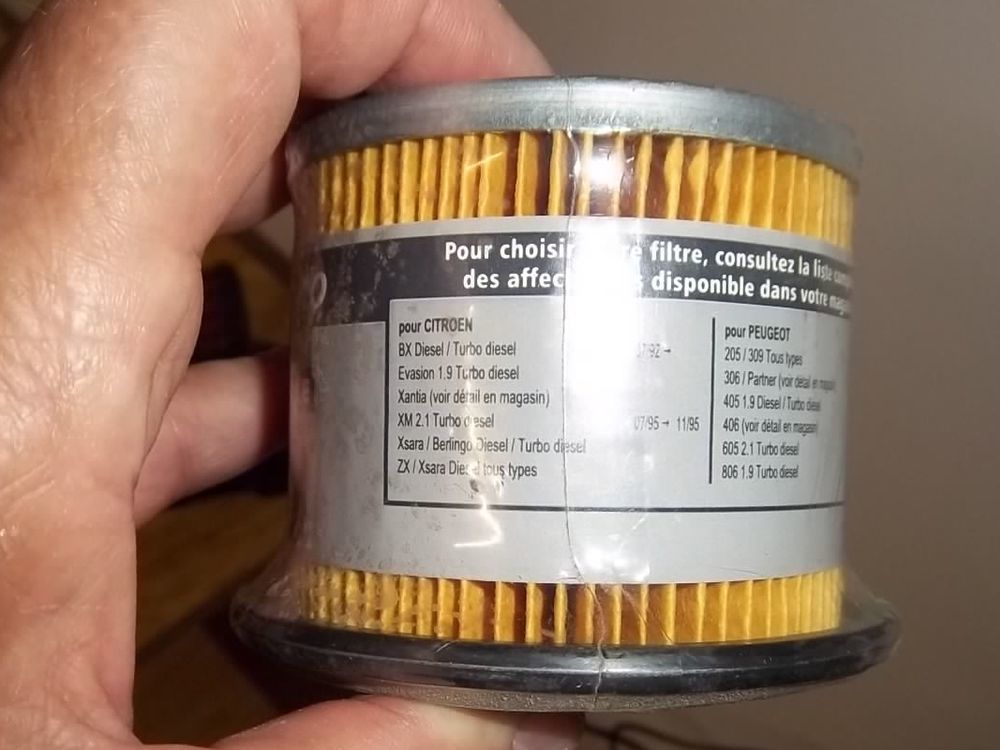 Pour choisir filtre, consultez la liste
des disponible dans votre
pour CITROEN
BX Diesel / Turbo diesel
Evasion 1.9 Turbo diesel 07/92 →
Xantia (voir détail en magasin)
XM 2.1 Turbo diesel 07/95 → 11/95
Xsara / Berlingo Diesel / Turbo diesel
ZX / Xsara Diesel tous types
pour PEUGEOT
205 / 309 Tous types
306 / Partner (voir détail en magasin)
405 1.9 Diesel / Turbo diesel
406 (voir détail en magasin)
605 2.1 Turbo diesel
806 1.9 Turbo diesel